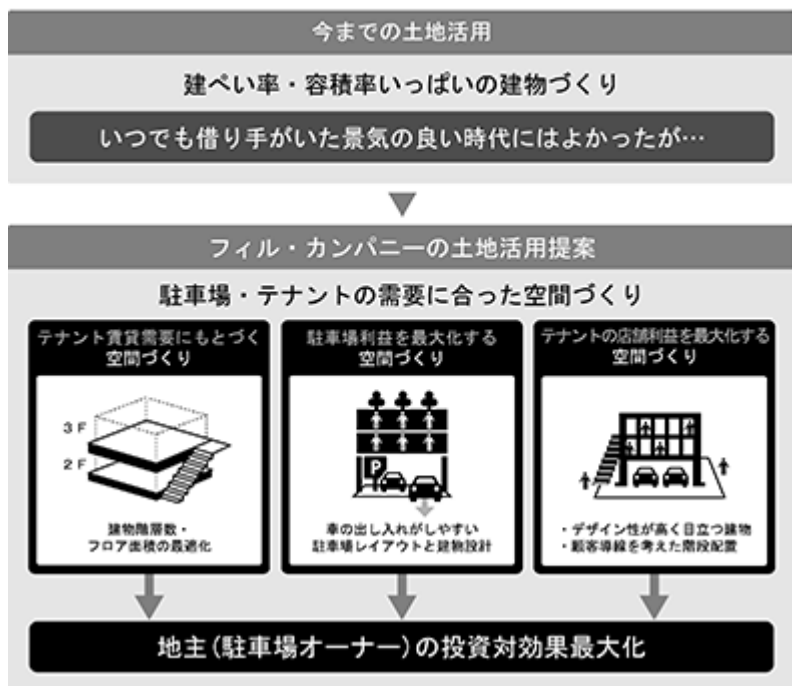 今までの土地活用
建ぺい率・容積率いっぱいの建物づくり
いつでも借り手がいた景気の良い時代にはよかったが…
フィル・カンパニーの土地活用提案
駐車場・テナントの需要に合った空間づくり
テナント賃貸需要にもとづく
空間づくり
3F
2F
建物階層数・
フロア面積の最適化
駐車場利益を最大化する
空間づくり
P
車の出し入れがしやすい
駐車場レイアウトと建物設計
テナントの店舗利益を最大化する
空間づくり
・デザイン性が高く目立つ建物
・顧客導線を考えた階段配置
地主(駐車場オーナー)の投資対効果最大化